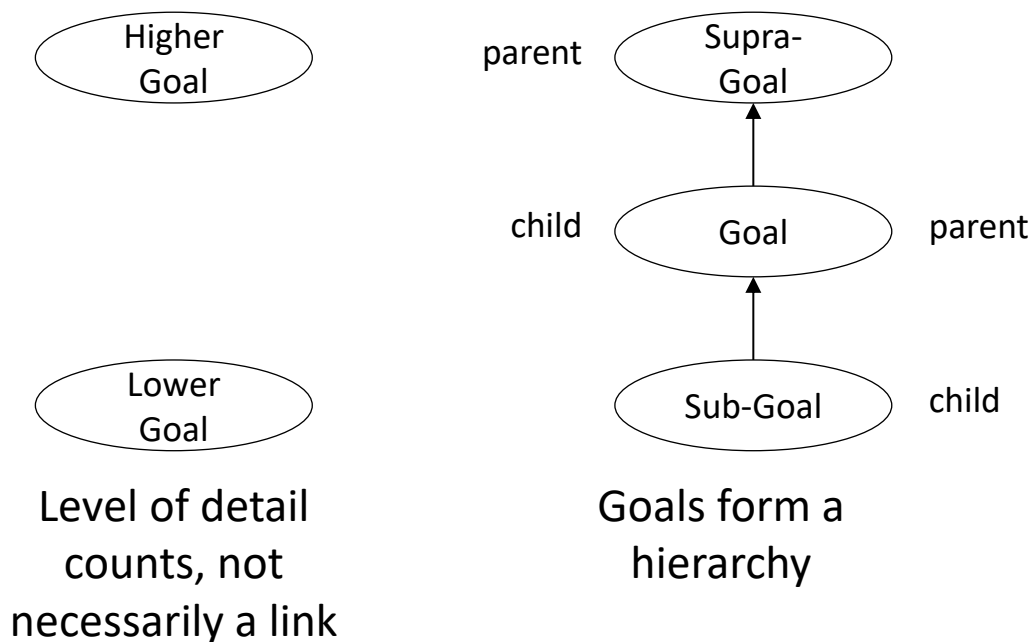 Higher
Goal
parent
Supra-
Goal
child
Goal
parent
Lower
Goal
Sub-Goal
child
Level of detail
counts, not
necessarily a link
Goals form a
hierarchy